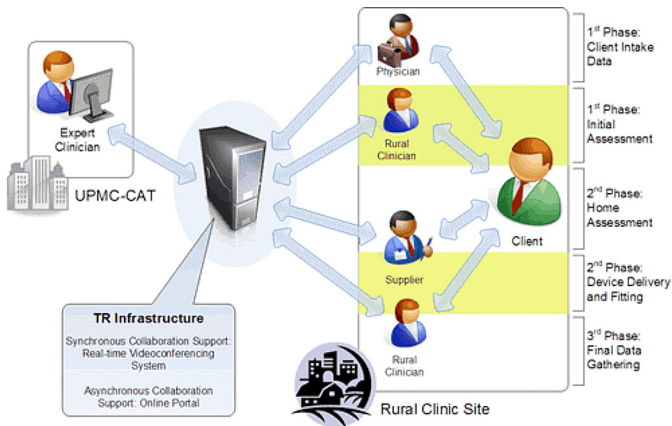 Expert
Clinician
UPMC-CAT
TR Infrastructure
Synchronous Collaboration Support:
Real-time Videoconferencing
System
Asynchronous Collaboration
Support: Online Portal
Physician
Rural
Clinician
Supplier
Rural
Clinician
Client
Rural Clinic Site
1st Phase:
Client Intake
Data
1st Phase:
Initial
Assessment
2nd Phase:
Home
Assessment
2nd Phase:
Device Delivery
and Fitting
3rd Phase:
Final Data
Gathering